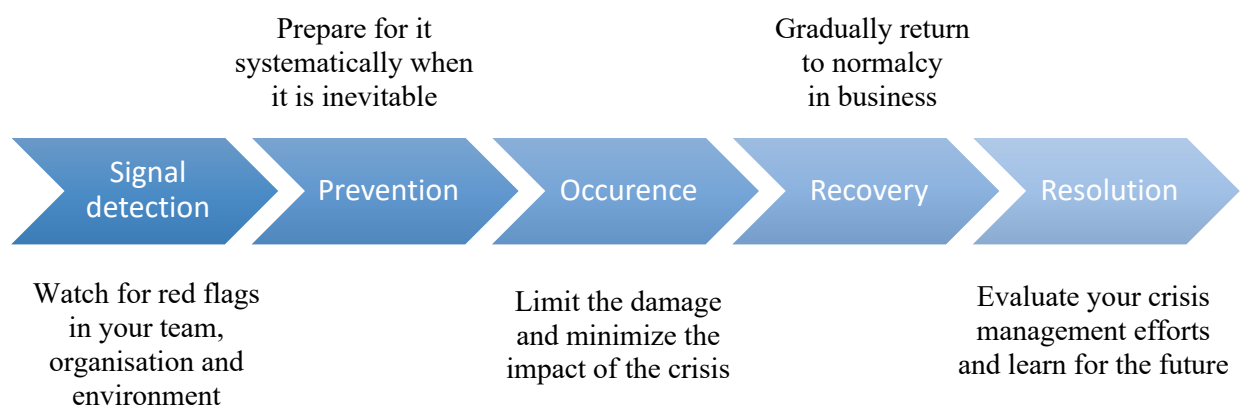 Prepare for it
systematically when
it is inevitable
Gradually return
to normalcy
in business
Signal
detection
Prevention
Occurence
Recovery
Resolution
Watch for red flags
in your team,
organisation and
environment
Limit the damage
and minimize the
impact of the crisis
Evaluate your crisis
management efforts
and learn for the future